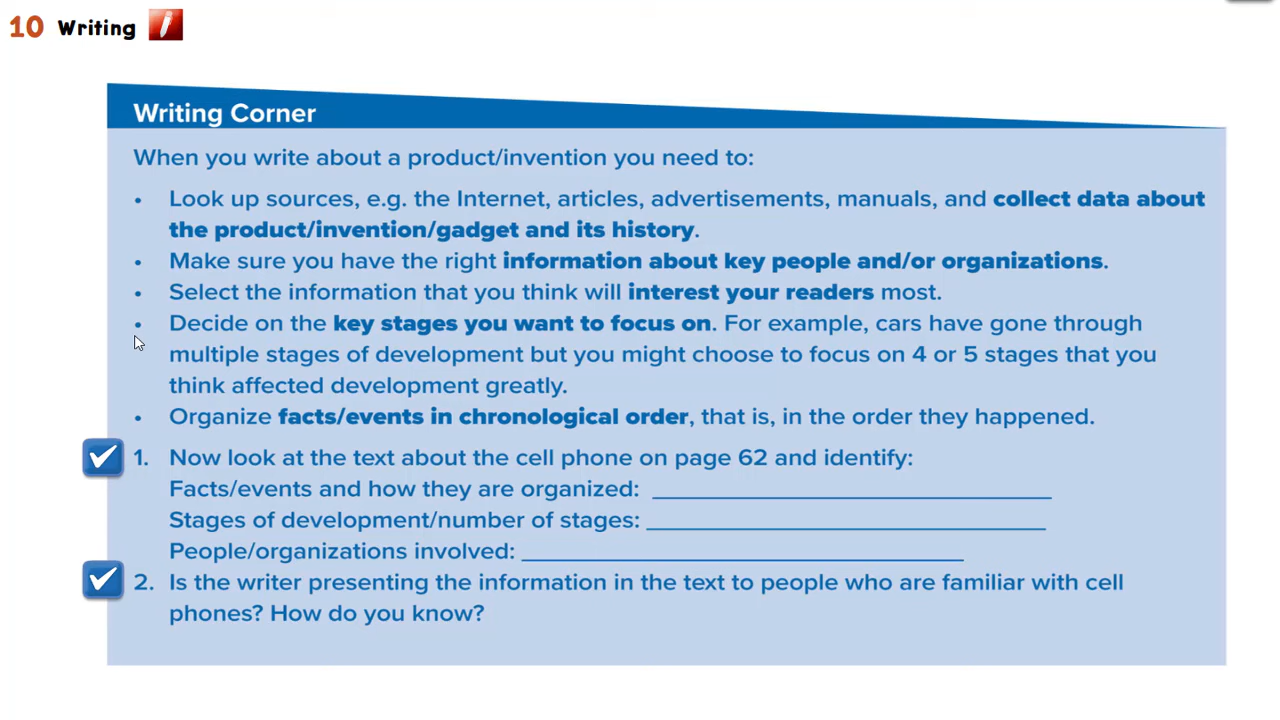 10 Writing
Writing Corner
When you write about a product/invention you need to:
• Look up sources, e.g. the Internet, articles, advertisements, manuals, and collect data about
the product/invention/gadget and its history.
• Make sure you have the right information about key people and/or organizations.
• Select the information that you think will interest your readers most.
• Decide on the key stages you want to focus on. For example, cars have gone through
multiple stages of development but you might choose to focus on 4 or 5 stages that you
think affected development greatly.
• Organize facts/events in chronological order, that is, in the order they happened.
1. Now look at the text about the cell phone on page 62 and identify:
Facts/events and how they are organized: ____________________
Stages of development/number of stages: ____________________
People/organizations involved: ____________________
2. Is the writer presenting the information in the text to people who are familiar with cell
phones? How do you know?